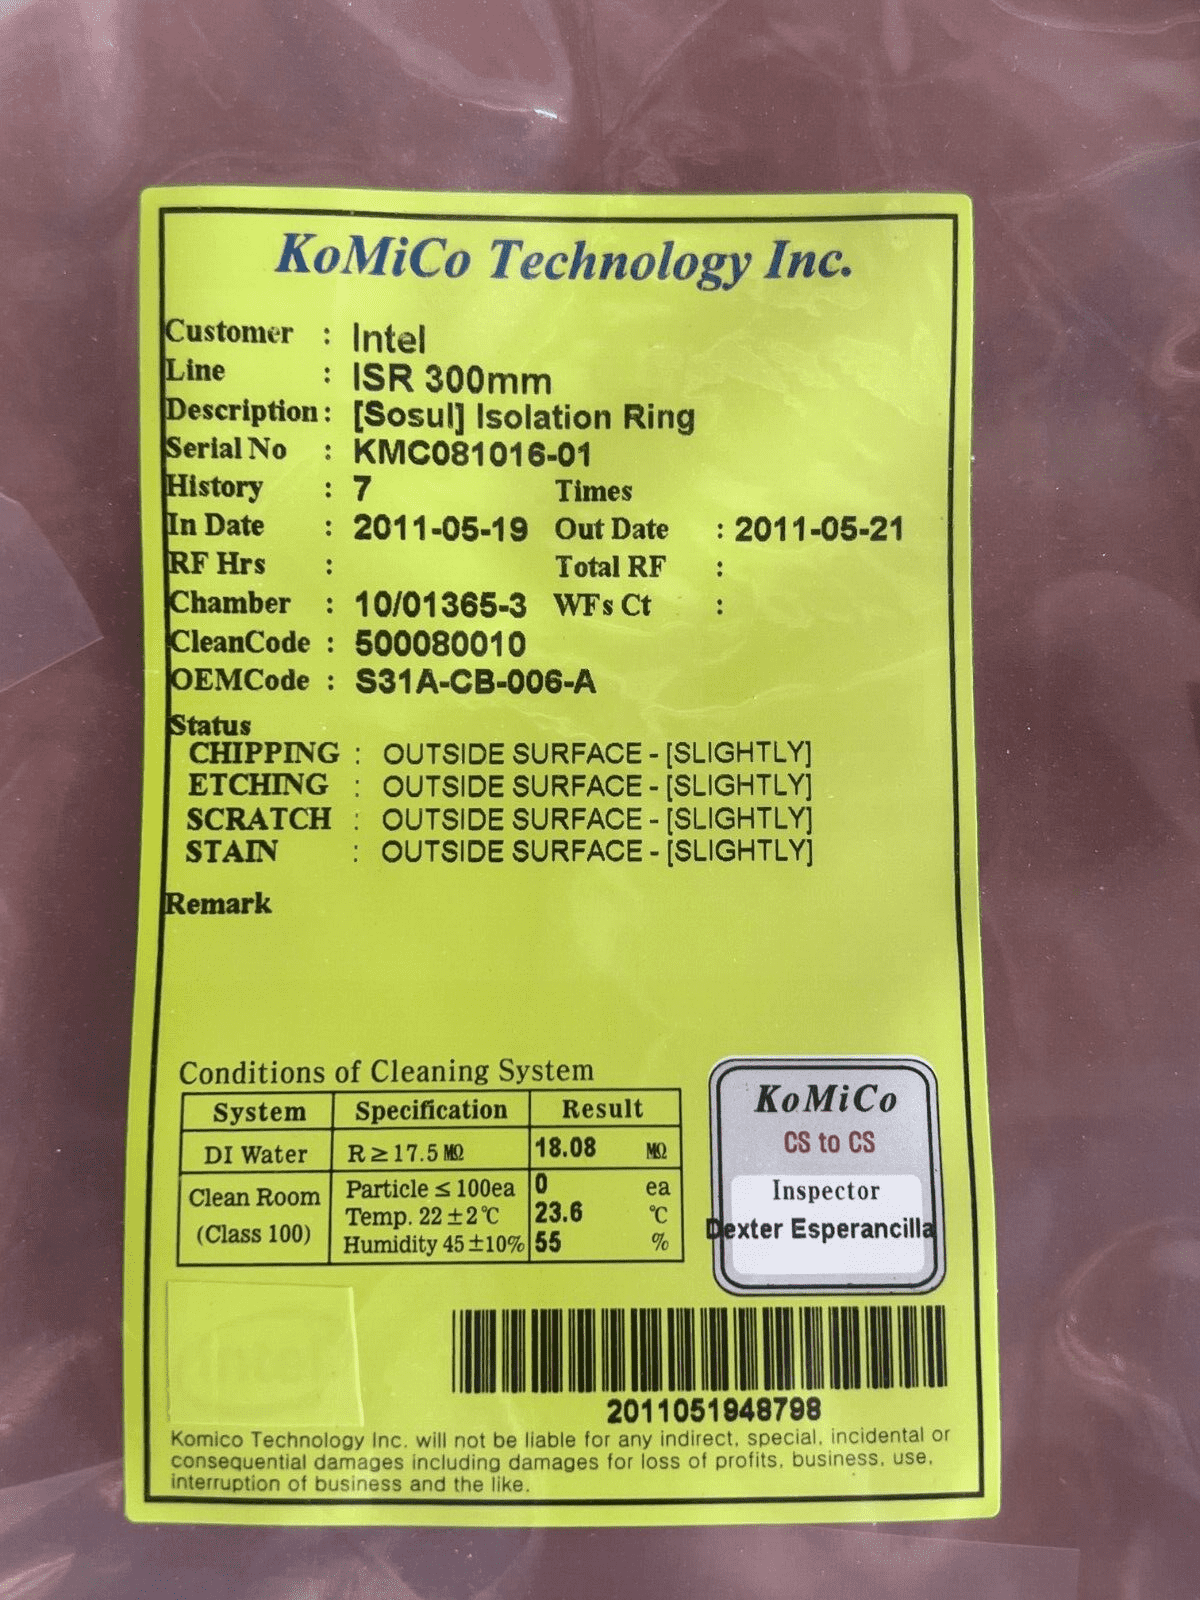 KoMiCo Technology Inc.
Customer : Intel
Line : ISR 300mm
Description : [Sosul] Isolation Ring
Serial No : KMC081016-01
History : 7 Times
In Date : 2011-05-19 Out Date : 2011-05-21
RF Hrs : Total RF :
Chamber : 10/01365-3 WFs Ct :
CleanCode : 500080010
OEMCode : S31A-CB-006-A
Status
CHIPPING : OUTSIDE SURFACE - [SLIGHTLY]
ETCHING : OUTSIDE SURFACE - [SLIGHTLY]
SCRATCH : OUTSIDE SURFACE - [SLIGHTLY]
STAIN : OUTSIDE SURFACE - [SLIGHTLY]
Remark
Conditions of Cleaning System
System Specification Result
DI Water R ≥ 17.5 MΩ 18.08 MΩ
Clean Room (Class 100)
Particle ≤ 100ea 0 ea
Temp. 22 ±2℃ 23.6 ℃
Humidity 45 ±10% 55 %
KoMiCo
CS to CS
Inspector
Dexter Esperancilla
intel
2011051948798
Komico Technology Inc. will not be liable for any indirect, special, incidental or
consequential damages including damages for loss of profits, business, use,
interruption of business and the like.